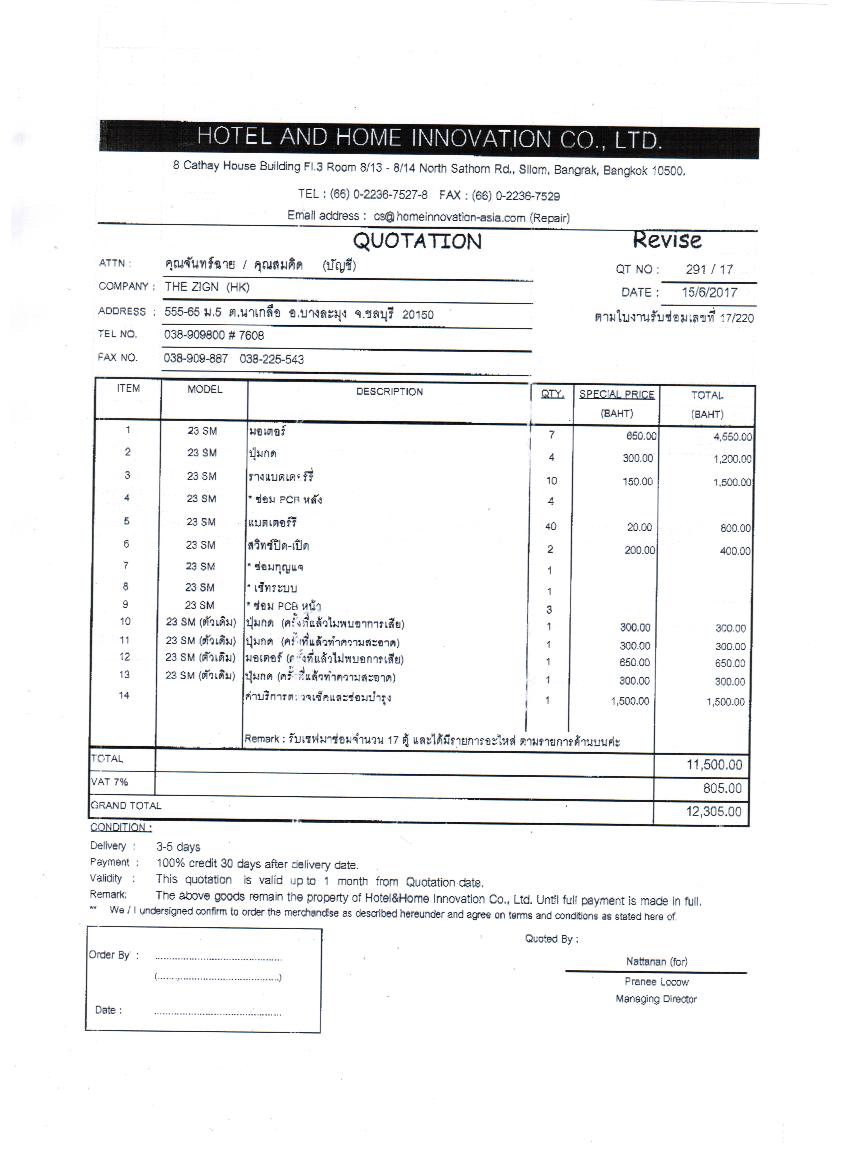 HOTEL AND HOME INNOVATION CO., LTD.
8 Cathay House Building Fl.3 Room 8/13 - 8/14 North Sathorn Rd., Silom, Bangrak, Bangkok 10500.
TEL : (66) 0-2236-7527-8 FAX : (66) 0-2236-7529
Email address : cs@homeinnovation-asia.com (Repair)
QUOTATION Revise
ATTN : คุณจันทร์ฉาย / คุณสมคิด (บัญชี) QT NO : 291 / 17
COMPANY : THE ZIGN (HK) DATE : 15/6/2017
ADDRESS : 555-65 ม.5 ต.นาเกลือ อ.บางละมุง จ.ชลบุรี 20150 ตามใบงานรับซ่อมเลขที่ 17/220
TEL NO. 038-909800 # 7608
FAX NO. 038-909-887 038-225-543
ITEM MODEL DESCRIPTION QTY. SPECIAL PRICE TOTAL
(BAHT) (BAHT)
1 23 SM มอเตอร์ 7 650.00 4,550.00
2 23 SM ปุ่มกด 4 300.00 1,200.00
3 23 SM รางแบตเตอร์รี่ 10 150.00 1,500.00
4 23 SM * ซ่อม PCB หลัง 4
5 23 SM แบตเตอร์รี่ 40 20.00 800.00
6 23 SM สวิทช์ปิด-เปิด 2 200.00 400.00
7 23 SM * ซ่อมกุญแจ 1
8 23 SM * เซ็ทระบบ 1
9 23 SM * ซ่อม PCB หน้า 3
10 23 SM (ตัวเดิม) ปุ่มกด (ครั้งที่แล้วไม่พบอาการเสีย) 1 300.00 300.00
11 23 SM (ตัวเดิม) ปุ่มกด (ครั้งที่แล้วทำความสะอาด) 1 300.00 300.00
12 23 SM (ตัวเดิม) มอเตอร์ (ครั้งที่แล้วไม่พบอการเสีย) 1 650.00 650.00
13 23 SM (ตัวเดิม) ปุ่มกด (ครั้งที่แล้วทำความสะอาด) 1 300.00 300.00
14 ค่าบริการตรวจเช็คและซ่อมบำรุง 1 1,500.00 1,500.00
Remark : รับเซฟมาซ่อมจำนวน 17 ตู้ และได้มีรายการอะไหล่ ตามรายการด้านบนค่ะ
TOTAL 11,500.00
VAT 7% 805.00
GRAND TOTAL 12,305.00
CONDITION :
Delivery : 3-5 days
Payment : 100% credit 30 days after delivery date.
Validity : This quotation is valid up to 1 month from Quotation date.
Remark: The above goods remain the property of Hotel&Home Innovation Co., Ltd. Until full payment is made in full.
** We / I undersigned confirm to order the merchandise as described hereunder and agree on terms and conditions as stated here of.
Quoted By :
Order By : ........................................
Nattanan (for)
(........................................)
Pranee Locow
Managing Director
Date : ........................................